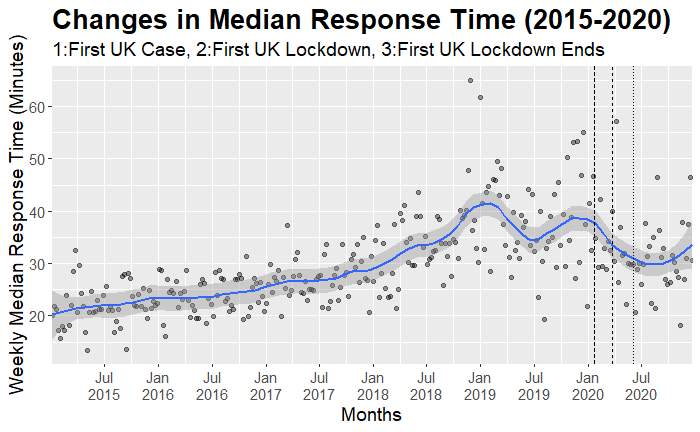 Changes in Median Response Time (2015-2020)
1:First UK Case, 2:First UK Lockdown, 3:First UK Lockdown Ends
Weekly Median Response Time (Minutes)
60
50
40
30
20
Jul Jan Jul Jan Jul Jan Jul Jan Jul Jan Jul
2015 2016 2016 2017 2017 2018 2018 2019 2019 2020 2020
Months